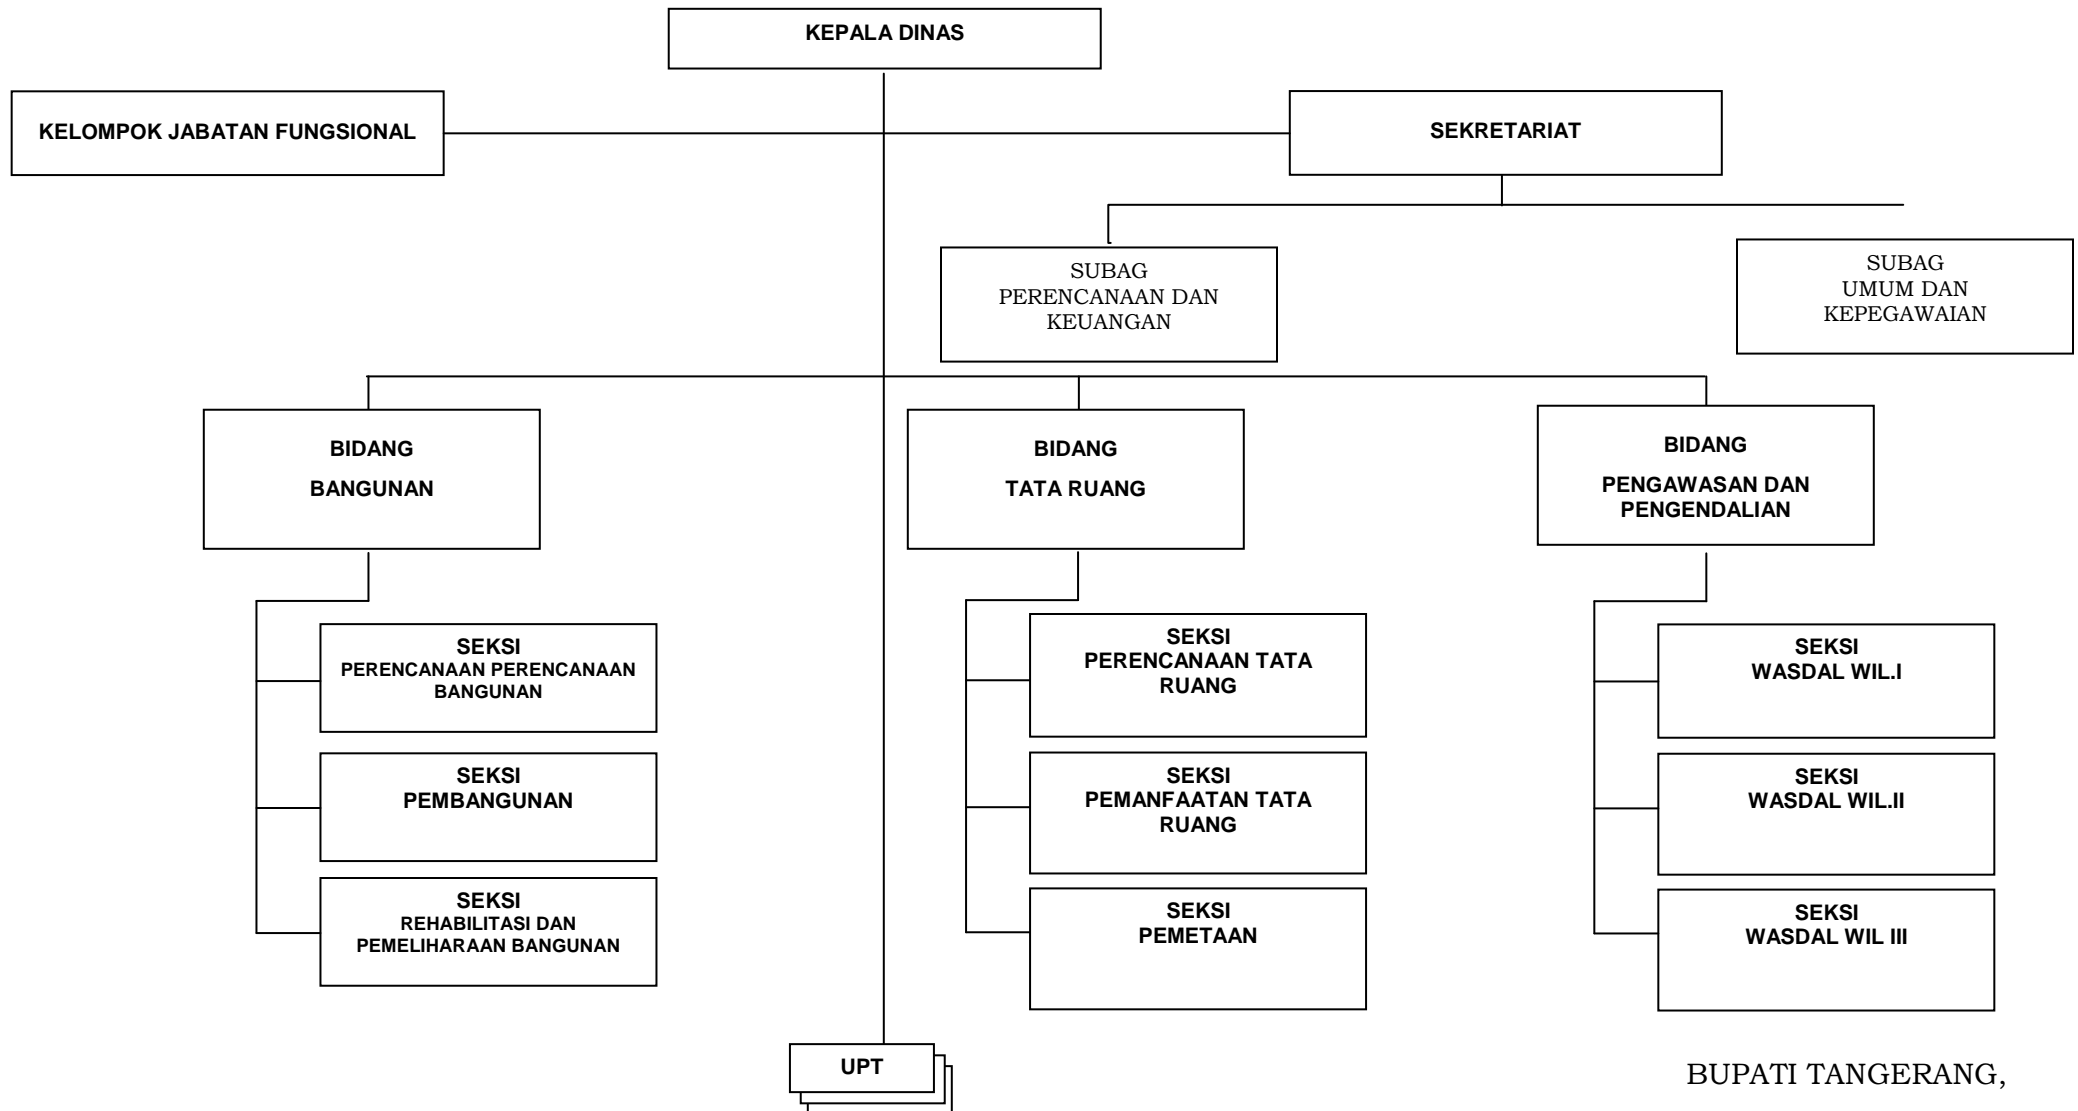 KEPALA DINAS
KELOMPOK JABATAN FUNGSIONAL
SEKRETARIAT
SUBAG
PERENCANAAN DAN
KEUANGAN
SUBAG
UMUM DAN
KEPEGAWAIAN
BIDANG
BANGUNAN
BIDANG
TATA RUANG
BIDANG
PENGAWASAN DAN
PENGENDALIAN
SEKSI
PERENCANAAN PERENCANAAN
BANGUNAN
SEKSI
PEMBANGUNAN
SEKSI
REHABILITASI DAN
PEMELIHARAAN BANGUNAN
SEKSI
PERENCANAAN TATA
RUANG
SEKSI
PEMANFAATAN TATA
RUANG
SEKSI
PEMETAAN
SEKSI
WASDAL WIL.I
SEKSI
WASDAL WIL.II
SEKSI
WASDAL WIL III
UPT
BUPATI TANGERANG,